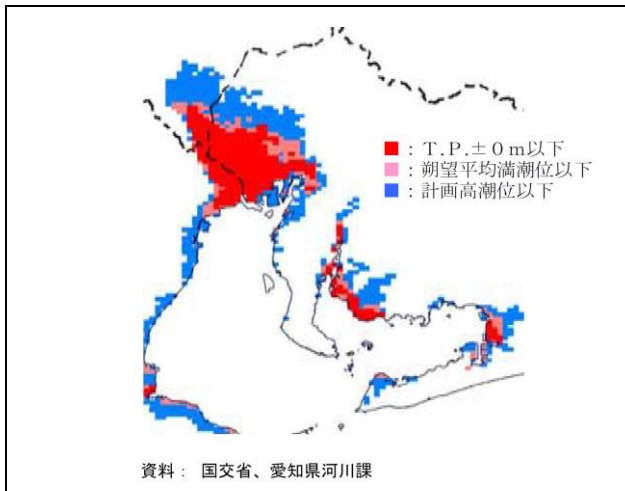 ■：Ｔ.Ｐ.±０ｍ以下
■：朔望平均満潮位以下
■：計画高潮位以下
資料： 国交省、愛知県河川課